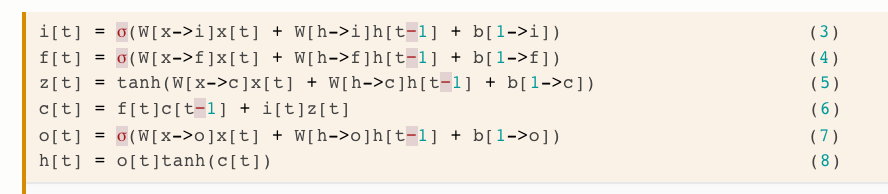 i[t] = σ(W[x->i]x[t] + W[h->i]h[t-1] + b[1->i]) (3)
f[t] = σ(W[x->f]x[t] + W[h->f]h[t-1] + b[1->f]) (4)
z[t] = tanh(W[x->c]x[t] + W[h->c]h[t-1] + b[1->c]) (5)
c[t] = f[t]c[t-1] + i[t]z[t] (6)
o[t] = σ(W[x->o]x[t] + W[h->o]h[t-1] + b[1->o]) (7)
h[t] = o[t]tanh(c[t]) (8)